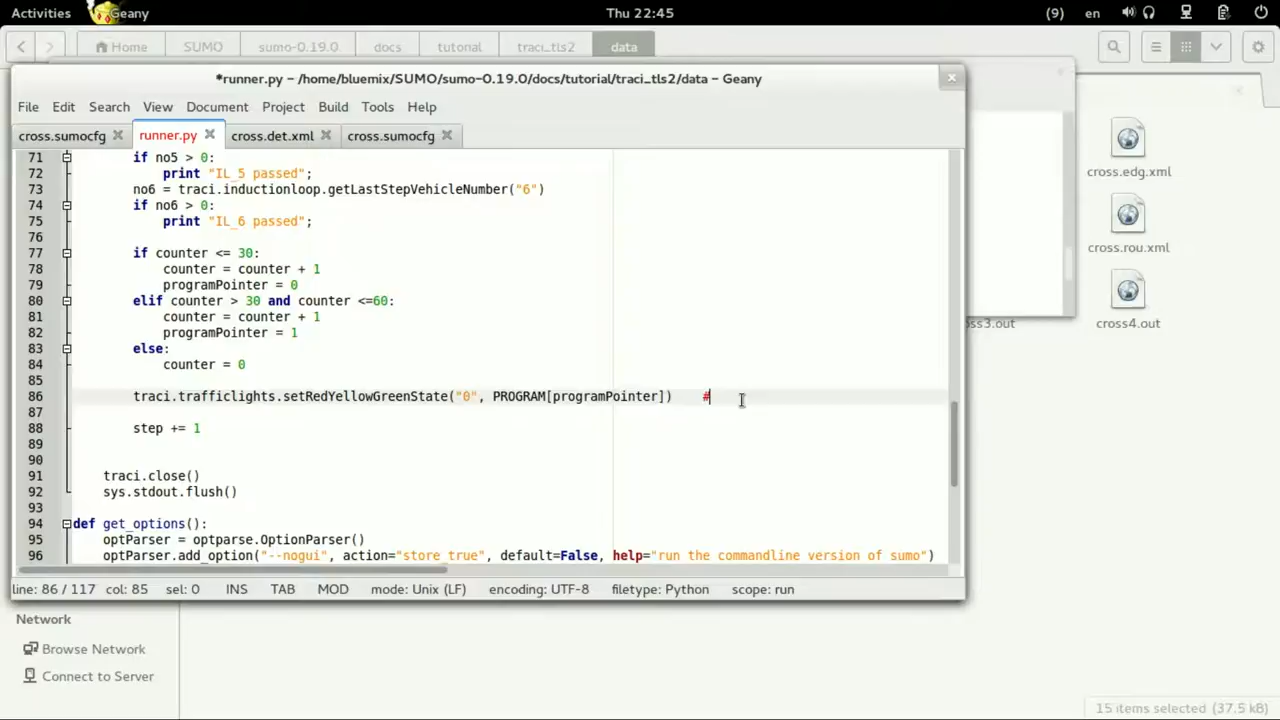 Activities Geany Thu 22:45 (9) en
Home SUMO sumo-0.19.0 docs tutorial traci_tls2 data
*runner.py – /home/bluemix/SUMO/sumo-0.19.0/docs/tutorial/traci_tls2/data – Geany
File Edit Search View Document Project Build Tools Help
cross.sumocfg runner.py cross.det.xml cross.sumocfg
71 if no5 > 0:
72 print "IL_5 passed";
73 no6 = traci.inductionloop.getLastStepVehicleNumber("6")
74 if no6 > 0:
75 print "IL_6 passed";
76
77 if counter <= 30:
78 counter = counter + 1
79 programPointer = 0
80 elif counter > 30 and counter <=60:
81 counter = counter + 1
82 programPointer = 1
83 else:
84 counter = 0
85
86 traci.trafficlights.setRedYellowGreenState("0", PROGRAM[programPointer]) #
87
88 step += 1
89
90
91 traci.close()
92 sys.stdout.flush()
93
94 def get_options():
95 optParser = optparse.OptionParser()
96 optParser.add_option("--nogui", action="store_true", default=False, help="run the commandline version of sumo")
line: 86 / 117 col: 85 sel: 0 INS TAB MOD mode: Unix (LF) encoding: UTF-8 filetype: Python scope: run
cross.edg.xml
cross.rou.xml
ss3.out cross4.out
Network
Browse Network
Connect to Server
15 items selected (37.5 kB)